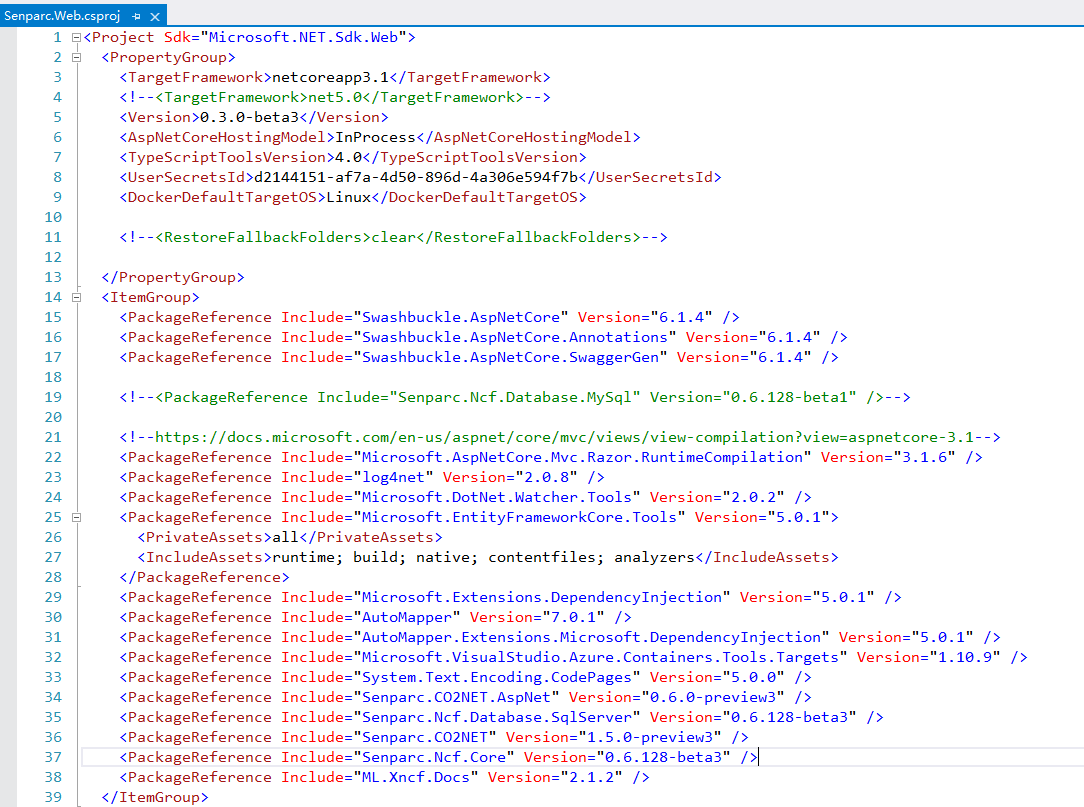 Senparc.Web.csproj
1 <Project Sdk="Microsoft.NET.Sdk.Web">
2 <PropertyGroup>
3 <TargetFramework>netcoreapp3.1</TargetFramework>
4 <!--<TargetFramework>net5.0</TargetFramework>-->
5 <Version>0.3.0-beta3</Version>
6 <AspNetCoreHostingModel>InProcess</AspNetCoreHostingModel>
7 <TypeScriptToolsVersion>4.0</TypeScriptToolsVersion>
8 <UserSecretsId>d2144151-af7a-4d50-896d-4a306e594f7b</UserSecretsId>
9 <DockerDefaultTargetOS>Linux</DockerDefaultTargetOS>
10
11 <!--<RestoreFallbackFolders>clear</RestoreFallbackFolders>-->
12
13 </PropertyGroup>
14 <ItemGroup>
15 <PackageReference Include="Swashbuckle.AspNetCore" Version="6.1.4" />
16 <PackageReference Include="Swashbuckle.AspNetCore.Annotations" Version="6.1.4" />
17 <PackageReference Include="Swashbuckle.AspNetCore.SwaggerGen" Version="6.1.4" />
18
19 <!--<PackageReference Include="Senparc.Ncf.Database.MySql" Version="0.6.128-beta1" />-->
20
21 <!--https://docs.microsoft.com/en-us/aspnet/core/mvc/views/view-compilation?view=aspnetcore-3.1-->
22 <PackageReference Include="Microsoft.AspNetCore.Mvc.Razor.RuntimeCompilation" Version="3.1.6" />
23 <PackageReference Include="log4net" Version="2.0.8" />
24 <PackageReference Include="Microsoft.DotNet.Watcher.Tools" Version="2.0.2" />
25 <PackageReference Include="Microsoft.EntityFrameworkCore.Tools" Version="5.0.1">
26 <PrivateAssets>all</PrivateAssets>
27 <IncludeAssets>runtime; build; native; contentfiles; analyzers</IncludeAssets>
28 </PackageReference>
29 <PackageReference Include="Microsoft.Extensions.DependencyInjection" Version="5.0.1" />
30 <PackageReference Include="AutoMapper" Version="7.0.1" />
31 <PackageReference Include="AutoMapper.Extensions.Microsoft.DependencyInjection" Version="5.0.1" />
32 <PackageReference Include="Microsoft.VisualStudio.Azure.Containers.Tools.Targets" Version="1.10.9" />
33 <PackageReference Include="System.Text.Encoding.CodePages" Version="5.0.0" />
34 <PackageReference Include="Senparc.CO2NET.AspNet" Version="0.6.0-preview3" />
35 <PackageReference Include="Senparc.Ncf.Database.SqlServer" Version="0.6.128-beta3" />
36 <PackageReference Include="Senparc.CO2NET" Version="1.5.0-preview3" />
37 <PackageReference Include="Senparc.Ncf.Core" Version="0.6.128-beta3" />
38 <PackageReference Include="ML.Xncf.Docs" Version="2.1.2" />
39 </ItemGroup>